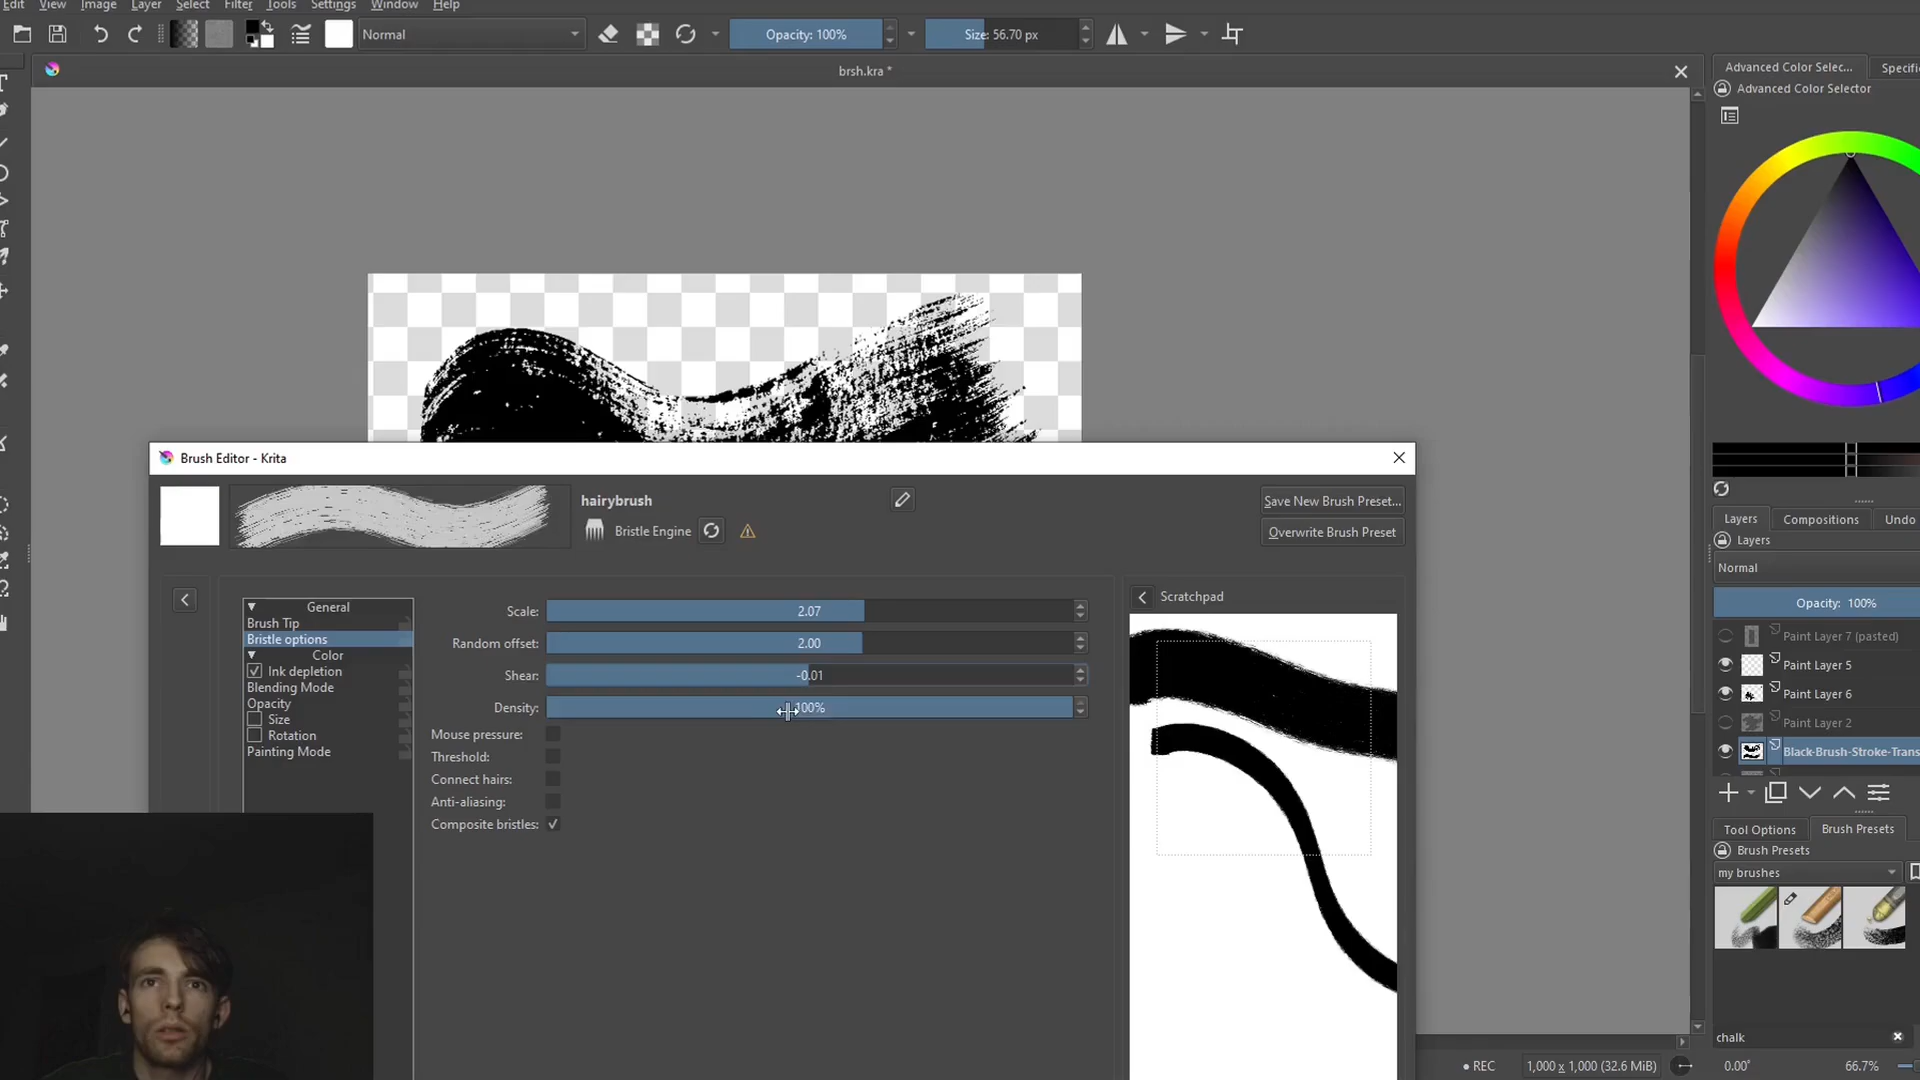 Edit View Image Layer Select Filter Tools Settings Window Help
Normal Opacity: 100% Size: 56.70 px
brsh.kra *
Advanced Color Selec...
Advanced Color Selector
Brush Editor - Krita
hairybrush
Bristle Engine
Save New Brush Preset...
Overwrite Brush Preset
General
Brush Tip
Bristle options
Color
Ink depletion
Blending Mode
Opacity
Size
Rotation
Painting Mode
Scale: 2.07
Random offset: 2.00
Shear: -0.01
Density: 100%
Mouse pressure:
Threshold:
Connect hairs:
Anti-aliasing:
Composite bristles:
Scratchpad
Layers Compositions Undo
Layers
Normal
Opacity: 100%
Paint Layer 7 (pasted)
Paint Layer 5
Paint Layer 6
Paint Layer 2
Black-Brush-Stroke-Trans
Tool Options Brush Presets
Brush Presets
my brushes
chalk
REC 1,000 x 1,000 (32.6 MiB) 0.00° 66.7%